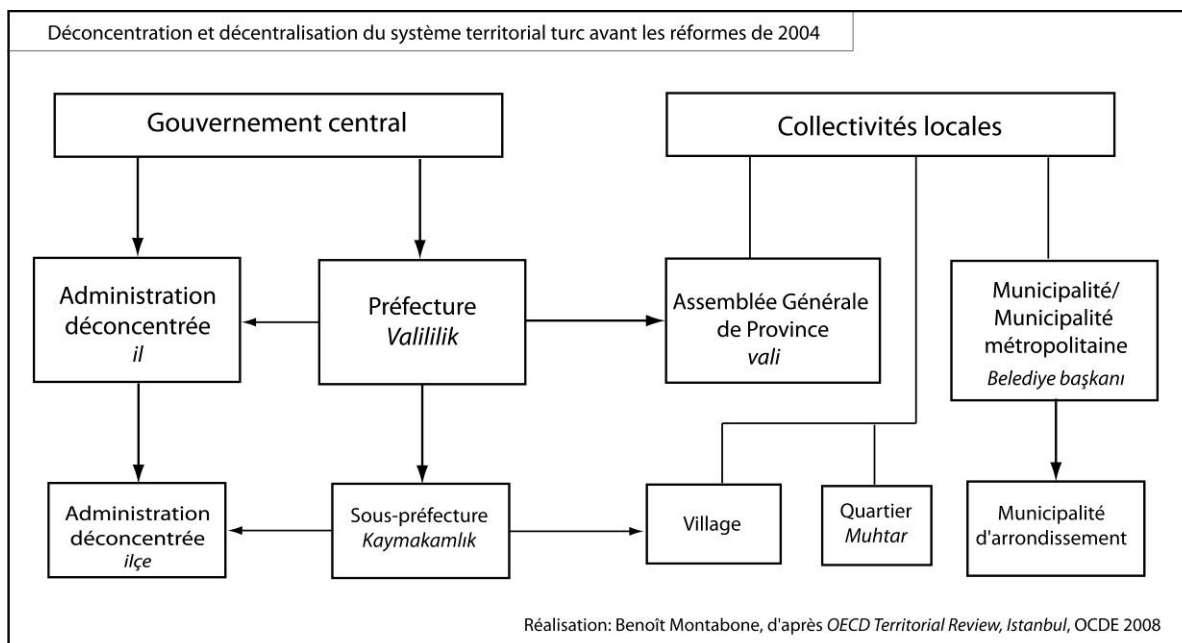 Déconcentration et décentralisation du système territorial turc avant les réformes de 2004
Gouvernement central
Collectivités locales
Administration
déconcentrée
il
Préfecture
Valililik
Assemblée Générale
de Province
vali
Municipalité/
Municipalité
métropolitaine
Belediye başkanı
Administration
déconcentrée
ilçe
Sous-préfecture
Kaymakamlık
Village
Quartier
Muhtar
Municipalité
d'arrondissement
Réalisation: Benoît Montabone, d'après OECD Territorial Review, Istanbul, OCDE 2008